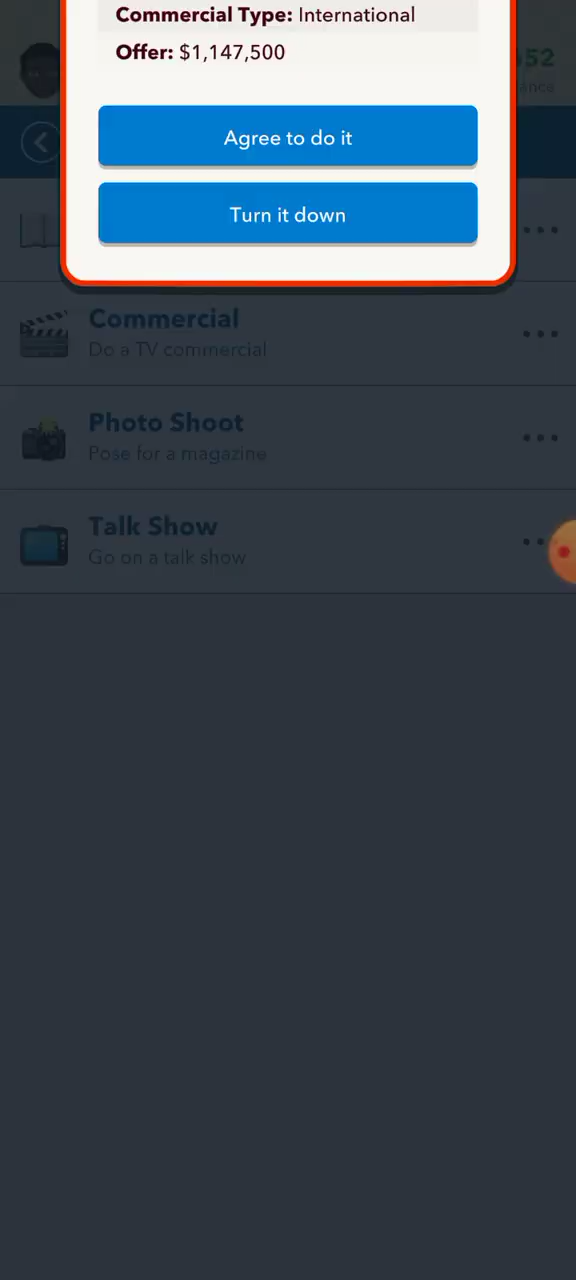 Commercial Type: International
Offer: $1,147,500
Agree to do it
Turn it down
Commercial
Do a TV commercial
Photo Shoot
Pose for a magazine
Talk Show
Go on a talk show